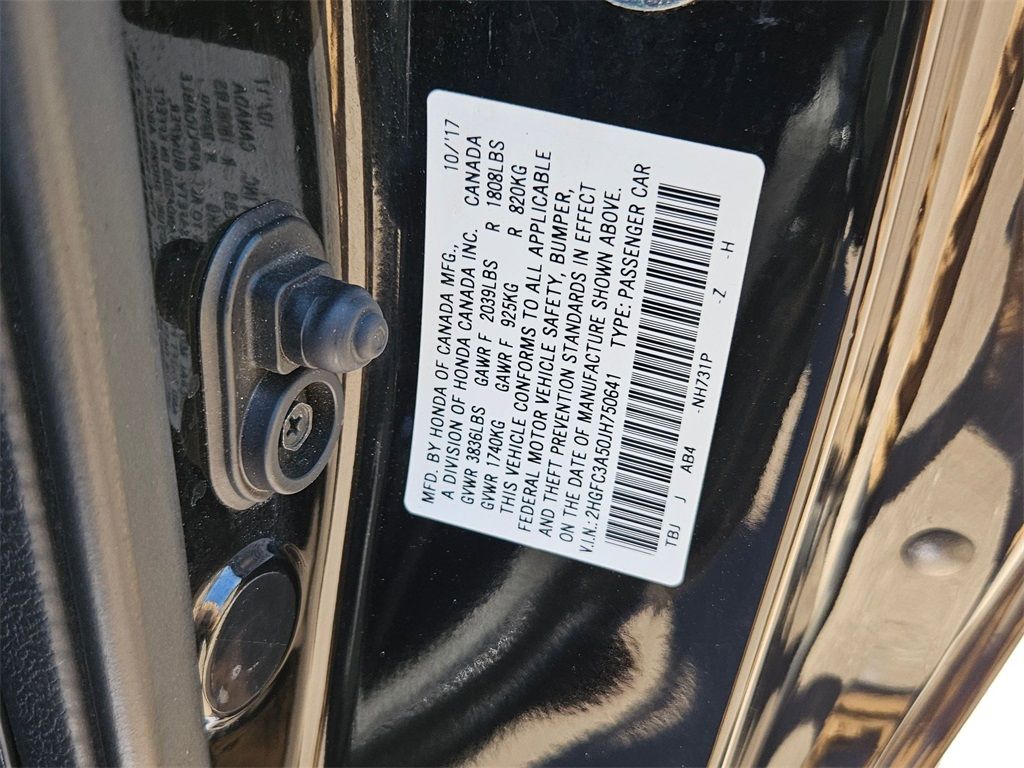 MFD. BY HONDA OF CANADA MFG., 10/'17
A DIVISION OF HONDA CANADA INC. CANADA
GVWR 3836LBS GAWR F 2039LBS R 1808LBS
GVWR 1740KG GAWR F 925KG R 820KG
THIS VEHICLE CONFORMS TO ALL APPLICABLE
FEDERAL MOTOR VEHICLE SAFETY, BUMPER,
AND THEFT PREVENTION STANDARDS IN EFFECT
ON THE DATE OF MANUFACTURE SHOWN ABOVE.
V.I.N.: 2HGFC3A50JH750641 TYPE: PASSENGER CAR
TBJ J AB4 -NH731P -Z -H